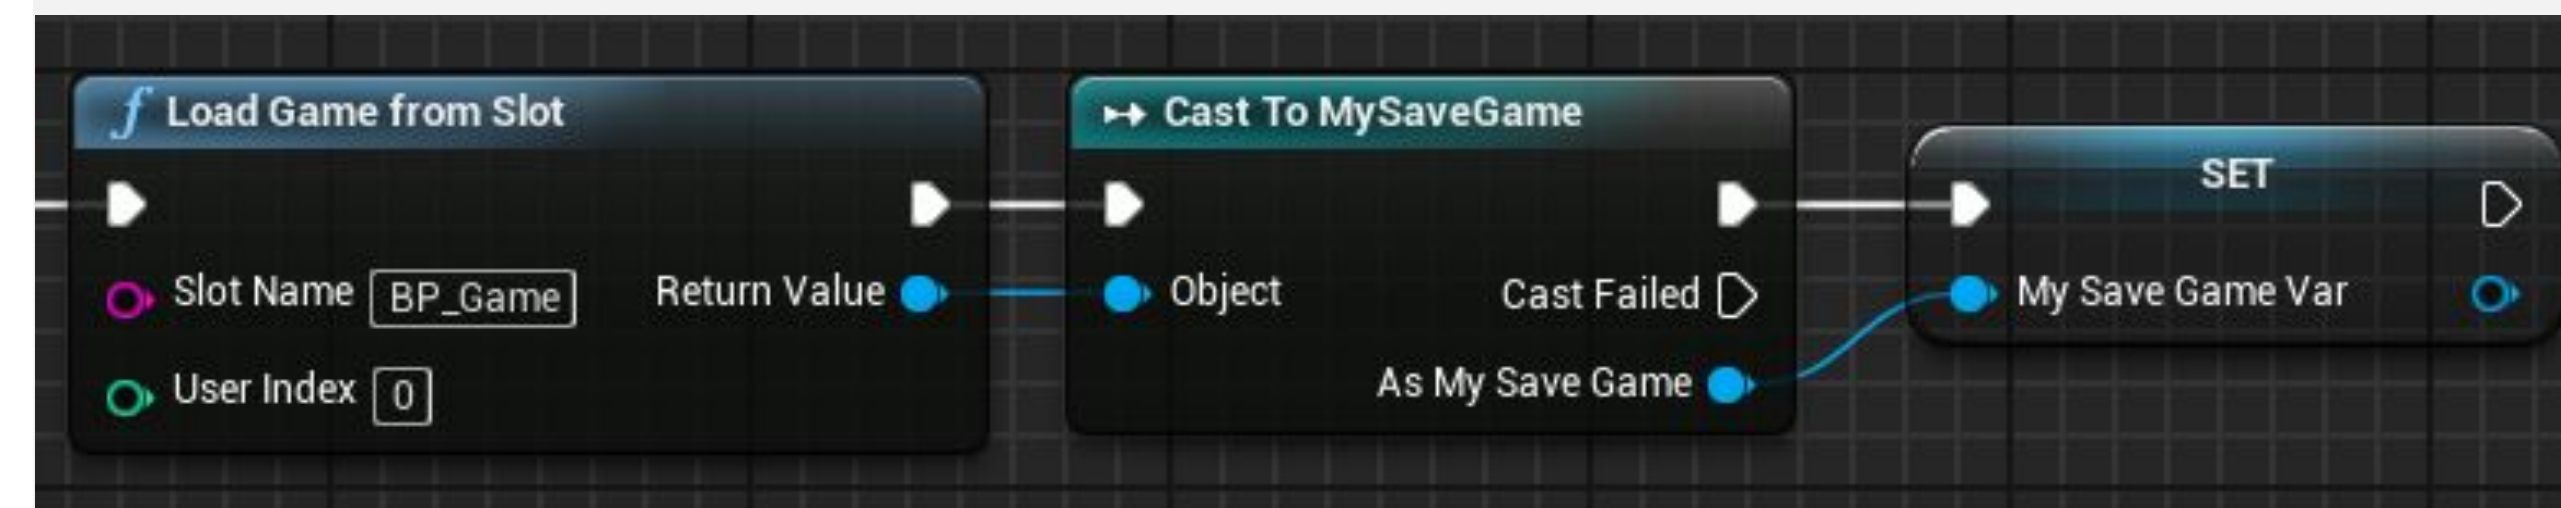 Load Game from Slot
Slot Name BP_Game Return Value
User Index 0
Cast To MySaveGame
Object
Cast Failed
As My Save Game
SET
My Save Game Var